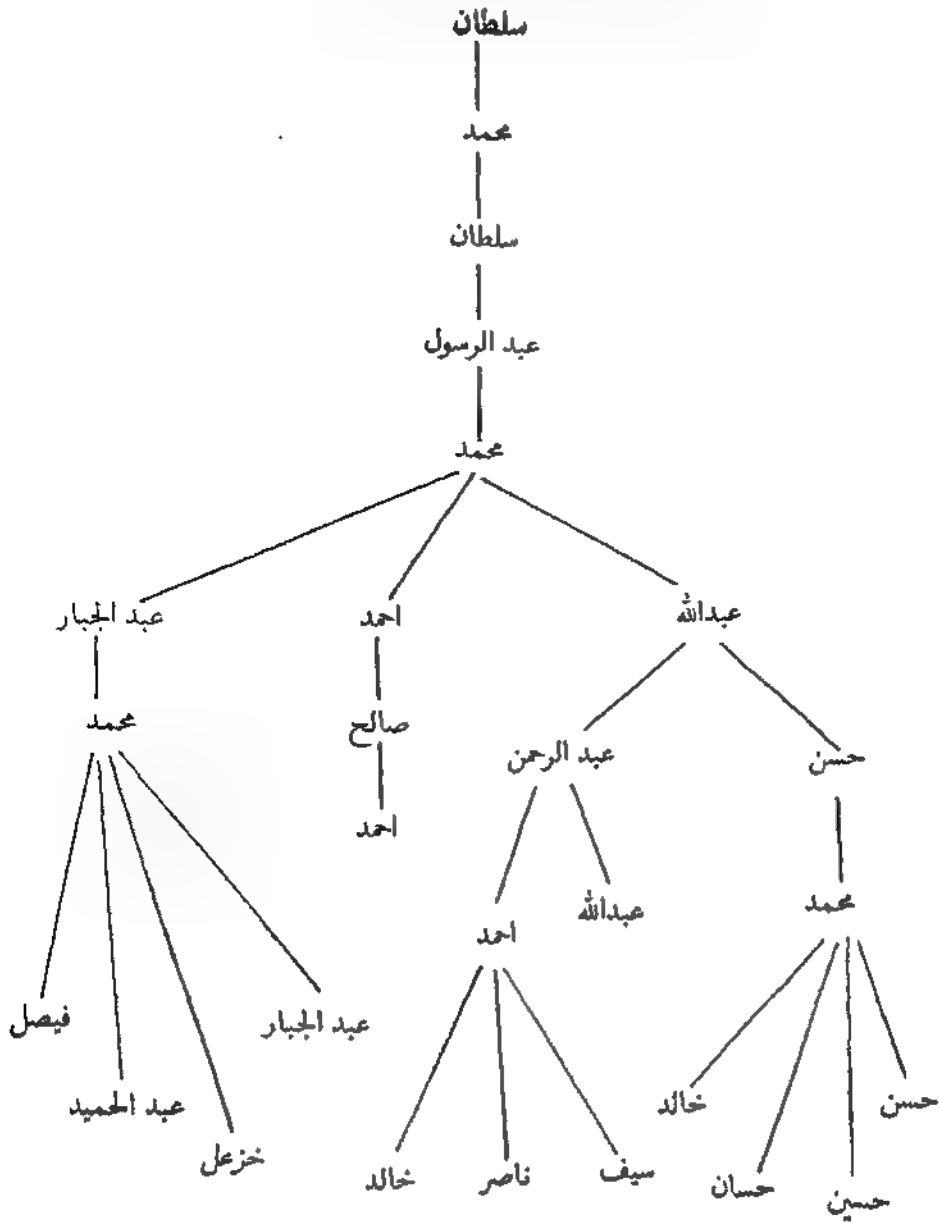 سلطان
محمد
سلطان
عبد الرسول
محمد
عبدالله
احمد
عبد الجبار
حسن
عبد الرحمن
صالح
محمد
احمد
محمد
عبدالله
احمد
عبد الجبار
فيصل
حسن
خالد
عبد الحميد
خزعل
حسين
حسان
سيف
ناصر
خالد